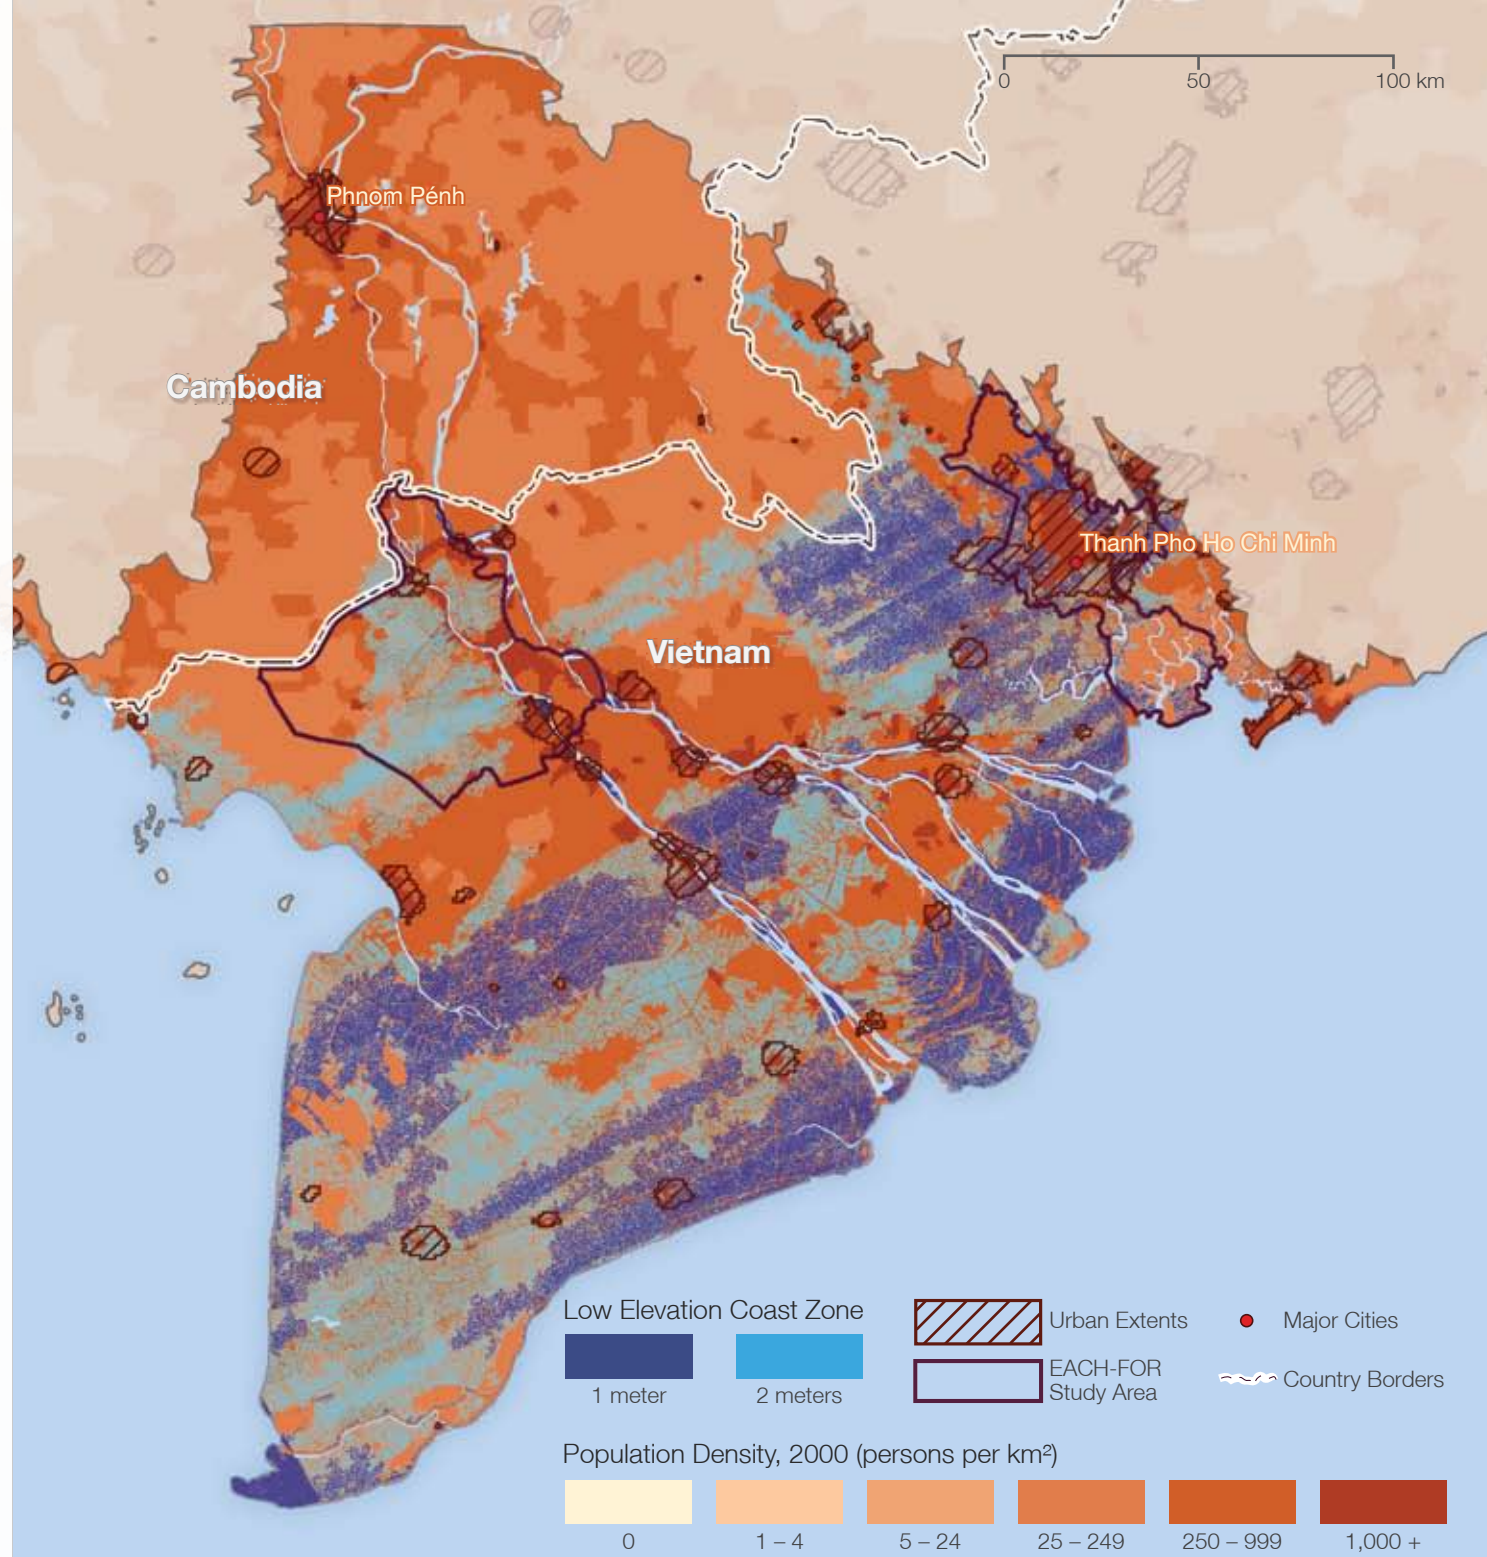 0
50
100 km
Phnom Pénh
Cambodia
Thanh Pho Ho Chi Minh
Vietnam
Low Elevation Coast Zone
1 meter
2 meters
Urban Extents
EACH-FOR
Study Area
Major Cities
Country Borders
Population Density, 2000 (persons per km²)
0
1 – 4
5 – 24
25 – 249
250 – 999
1,000 +